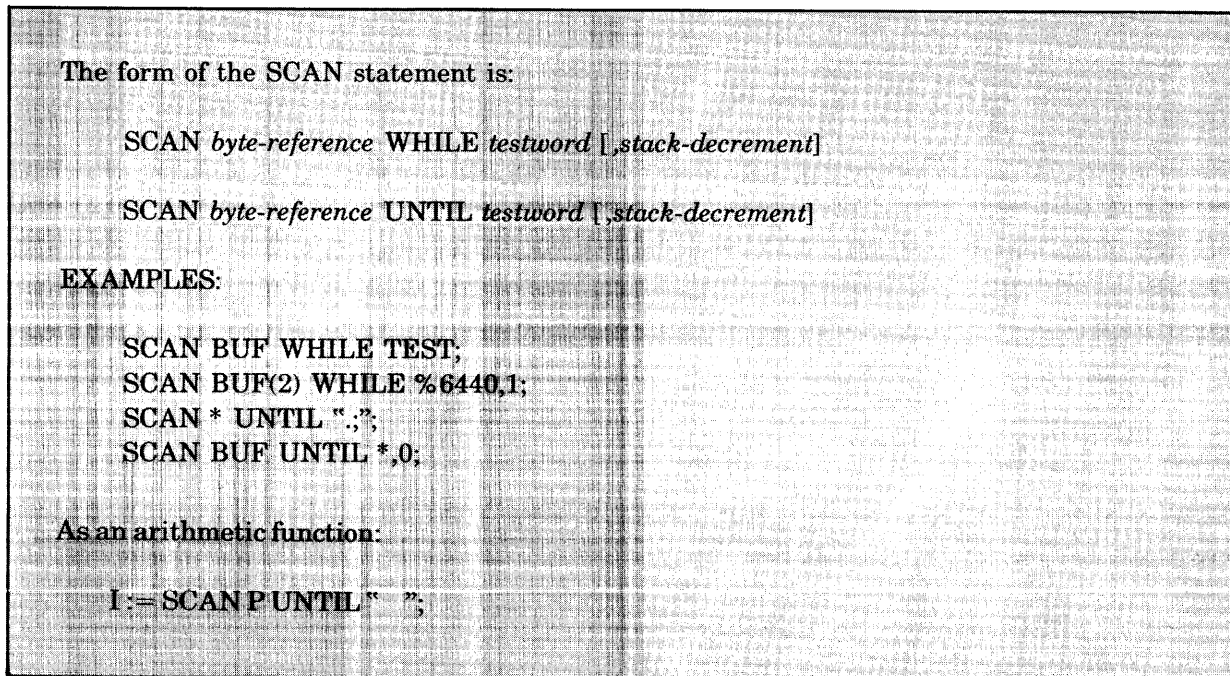 The form of the SCAN statement is:
SCAN byte-reference WHILE testword [,stack-decrement]
SCAN byte-reference UNTIL testword [,stack-decrement]
EXAMPLES:
SCAN BUF WHILE TEST;
SCAN BUF(2) WHILE %6440,1;
SCAN * UNTIL ".;";
SCAN BUF UNTIL *,0;
As an arithmetic function:
I := SCAN P UNTIL "  ";